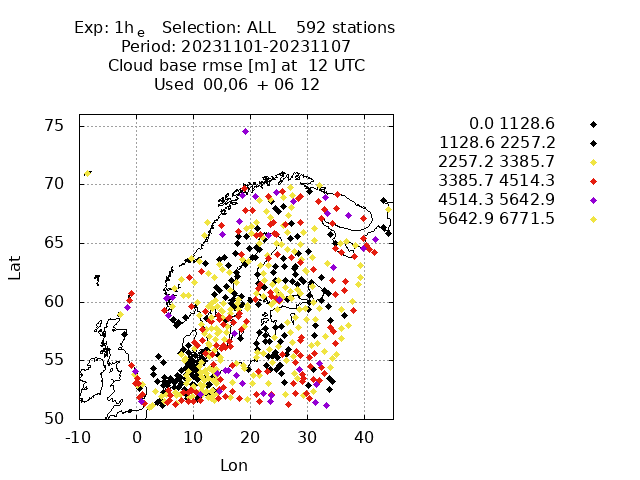 Exp: 1h e Selection: ALL 592 stations
Period: 20231101-20231107
Cloud base rmse [m] at 12 UTC
Used 00,06 + 06 12
75
70
65
60
55
50
-10 0 10 20 30 40
Lat
Lon
0.0 1128.6
1128.6 2257.2
2257.2 3385.7
3385.7 4514.3
4514.3 5642.9
5642.9 6771.5